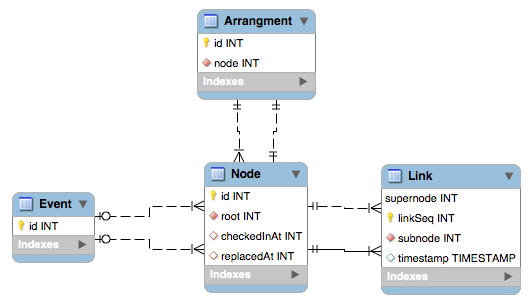 Arrangment
id INT
node INT
Indexes
Node
id INT
root INT
checkedInAt INT
replacedAt INT
Indexes
Event
id INT
Indexes
Link
supernode INT
linkSeq INT
subnode INT
timestamp TIMESTAMP
Indexes